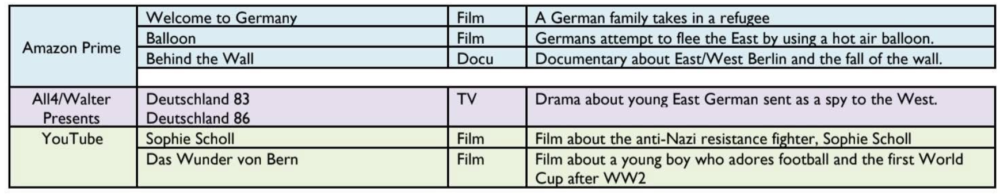 Amazon Prime
Welcome to Germany Film A German family takes in a refugee
Balloon Film Germans attempt to flee the East by using a hot air balloon.
Behind the Wall Docu Documentary about East/West Berlin and the fall of the wall.
All4/Walter Deutschland 83 TV Drama about young East German sent as a spy to the West.
Presents Deutschland 86
YouTube Sophie Scholl Film Film about the anti-Nazi resistance fighter, Sophie Scholl
Das Wunder von Bern Film Film about a young boy who adores football and the first World
Cup after WW2